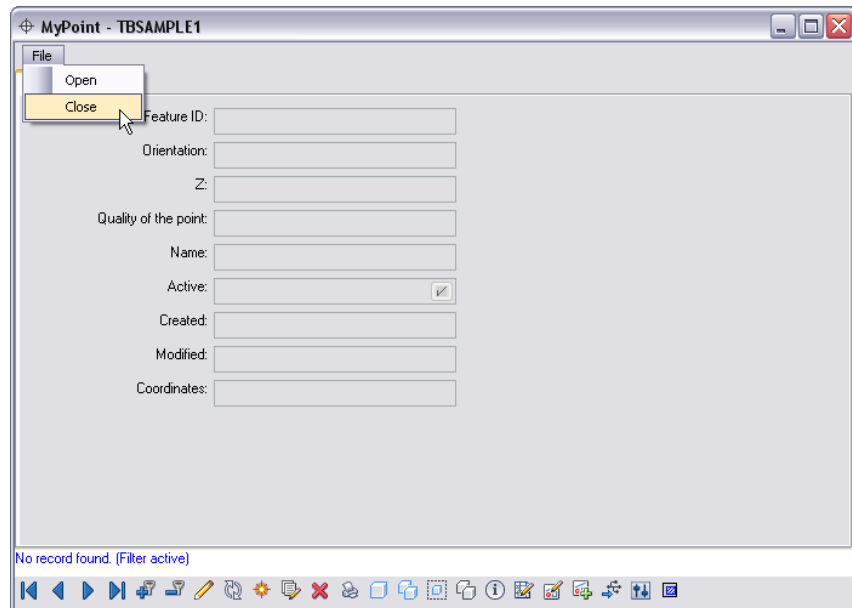 MyPoint - TBSAMPLE1
File
Open
Close
Feature ID:
Orientation:
Z:
Quality of the point:
Name:
Active:
Created:
Modified:
Coordinates:
No record found. (Filter active)